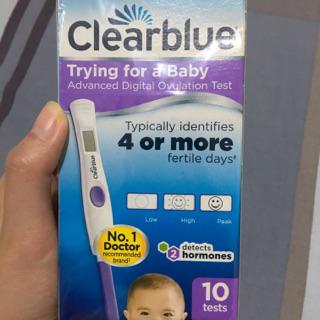 Clearblue
Trying for a Baby
Advanced Digital Ovulation Test
Typically identifies
4 or more
fertile days
Clearblue
Low High Peak
No. 1
Doctor
recommended
brand
2 detects
hormones
10
tests